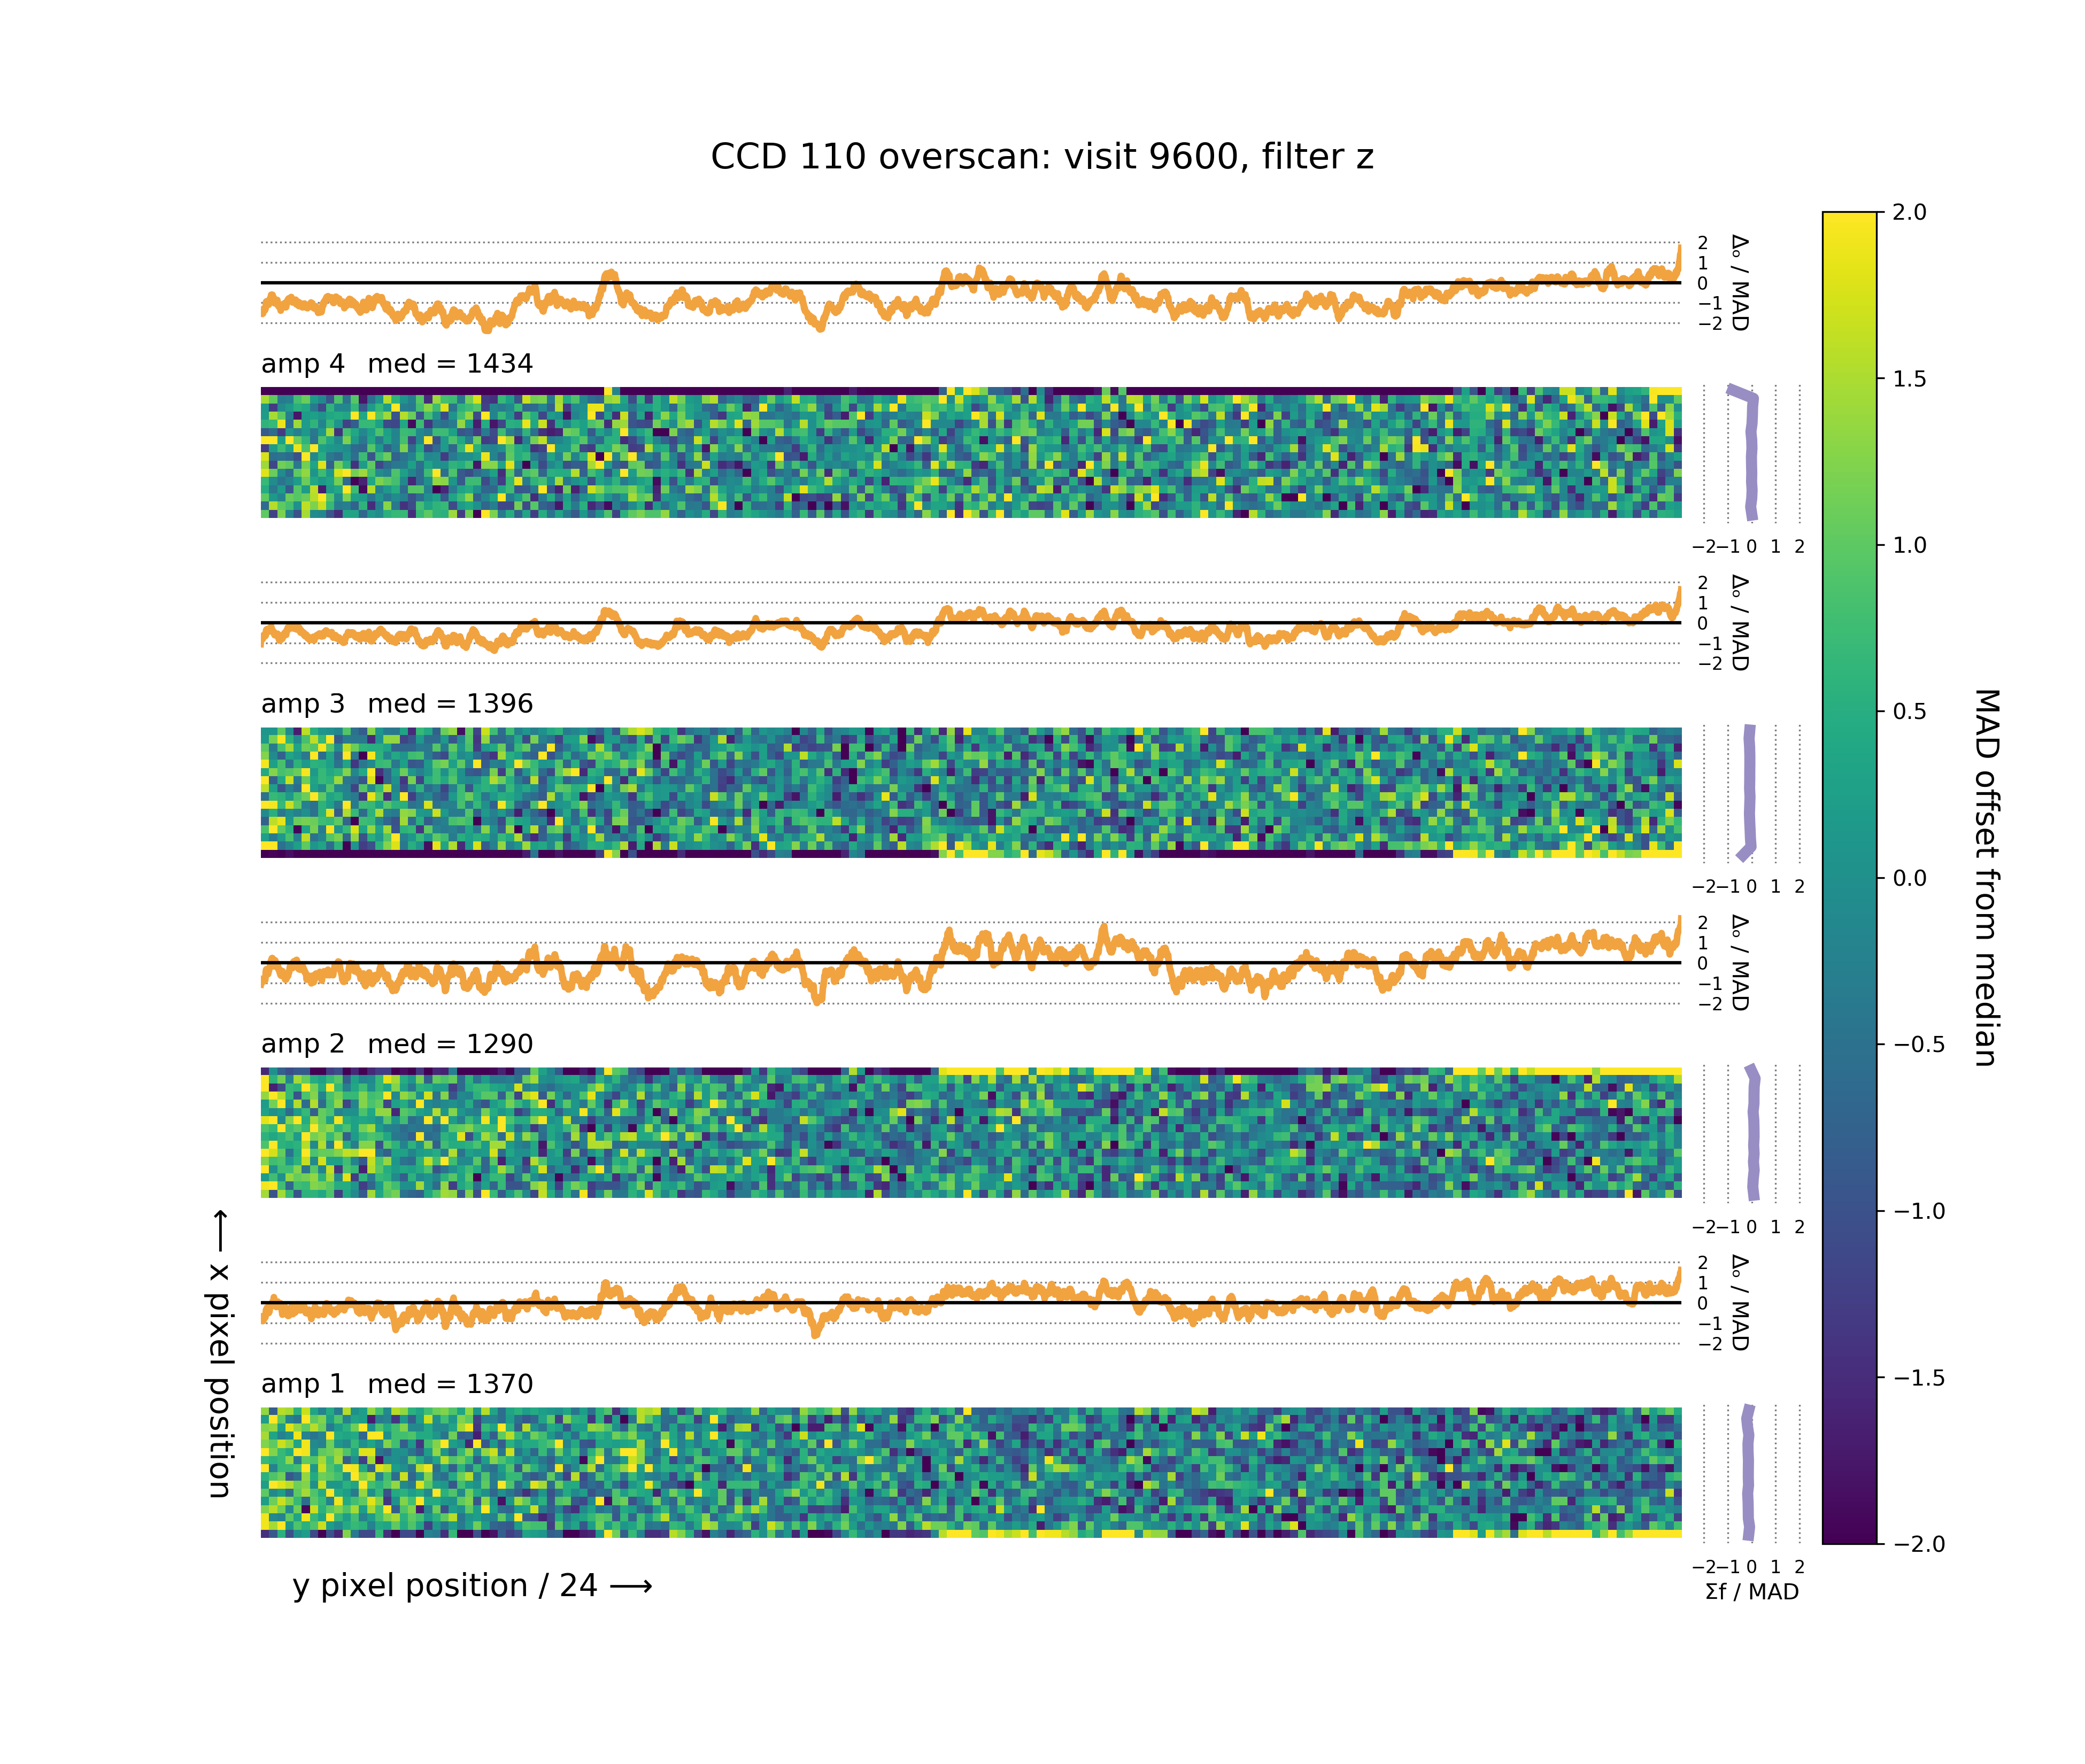 CCD 110 overscan: visit 9600, filter z
2
1
0
−1
−2
Δₒ / MAD
amp 4 med = 1434
−2 −1 0 1 2
2
1
0
−1
−2
Δₒ / MAD
amp 3 med = 1396
−2 −1 0 1 2
2
1
0
−1
−2
Δₒ / MAD
amp 2 med = 1290
−2 −1 0 1 2
2
1
0
−1
−2
Δₒ / MAD
amp 1 med = 1370
−2 −1 0 1 2
Σf / MAD
y pixel position / 24 ⟶
⟵ x pixel position
2.0
1.5
1.0
0.5
0.0
−0.5
−1.0
−1.5
−2.0
MAD offset from median